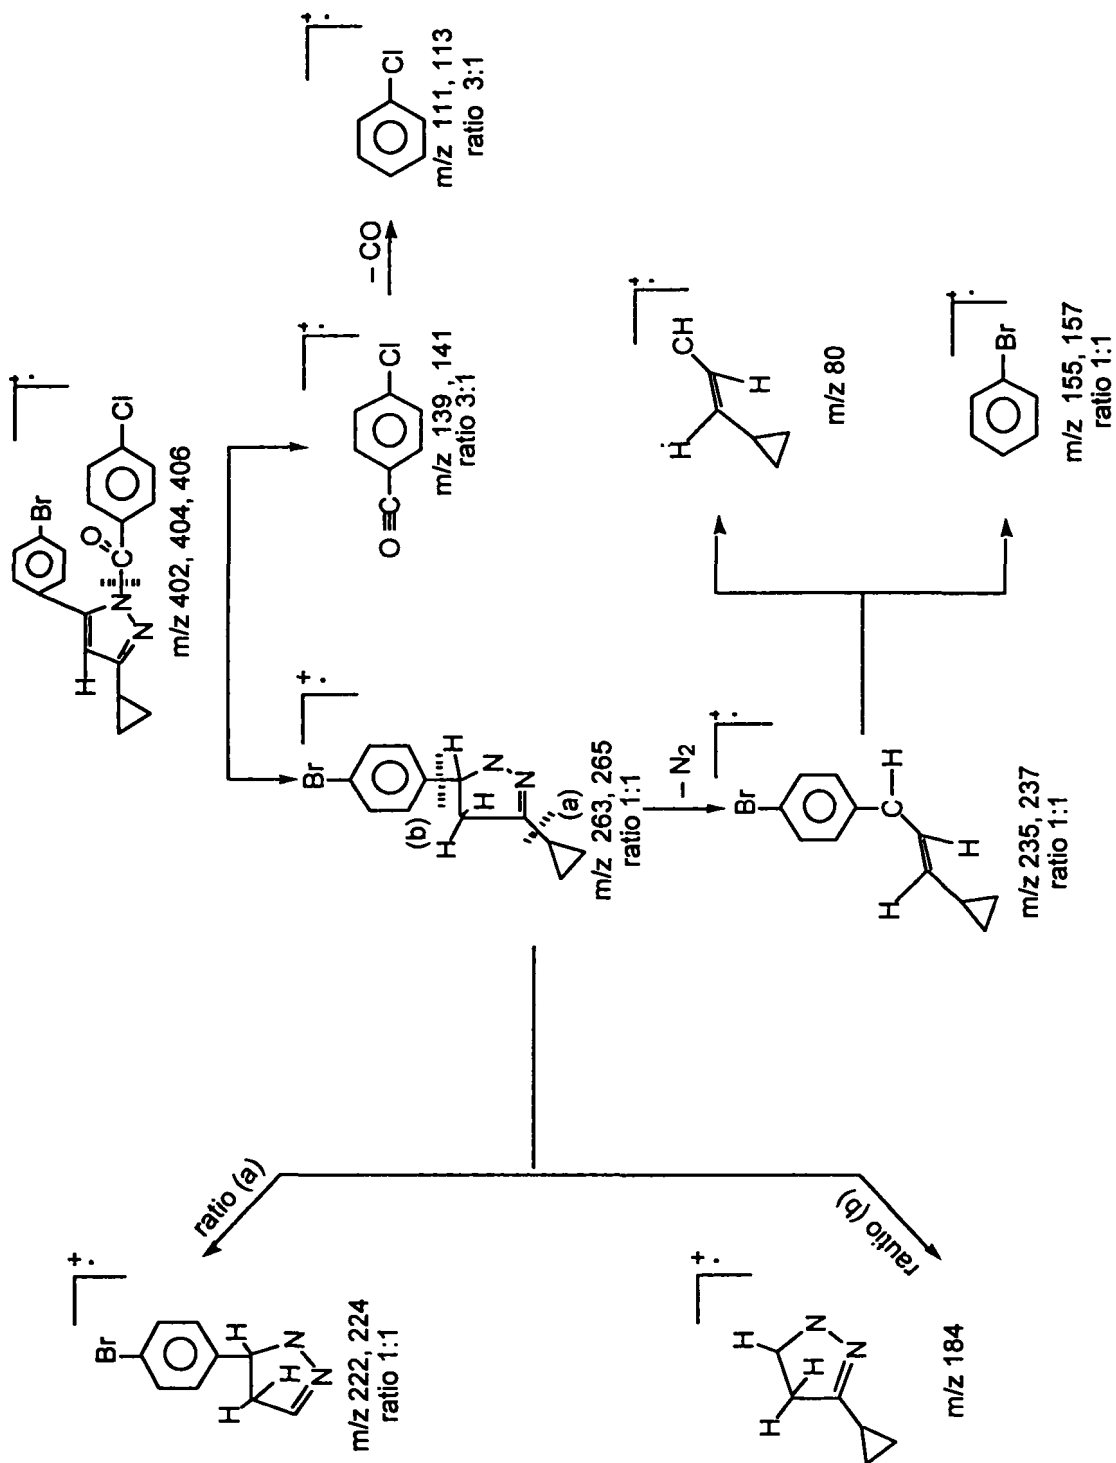 Br
H
C
O
Cl
N
N
H
m/z 402, 404, 406
+.
Br
H
N
N
H
H
m/z 222, 224
ratio 1:1
+.
ratio (a)
Br
(b)
H
H
H
N
N
(a)
m/z 263, 265
ratio 1:1
+.
O≡C
Cl
m/z 139, 141
ratio 3:1
+.
– CO
Cl
m/z 111, 113
ratio 3:1
+.
rautio (b)
H
H
H
N
N
m/z 184
+.
– N2
Br
C–H
H
H
m/z 235, 237
ratio 1:1
+.
H
CH
H
m/z 80
+.
Br
m/z 155, 157
ratio 1:1
+.